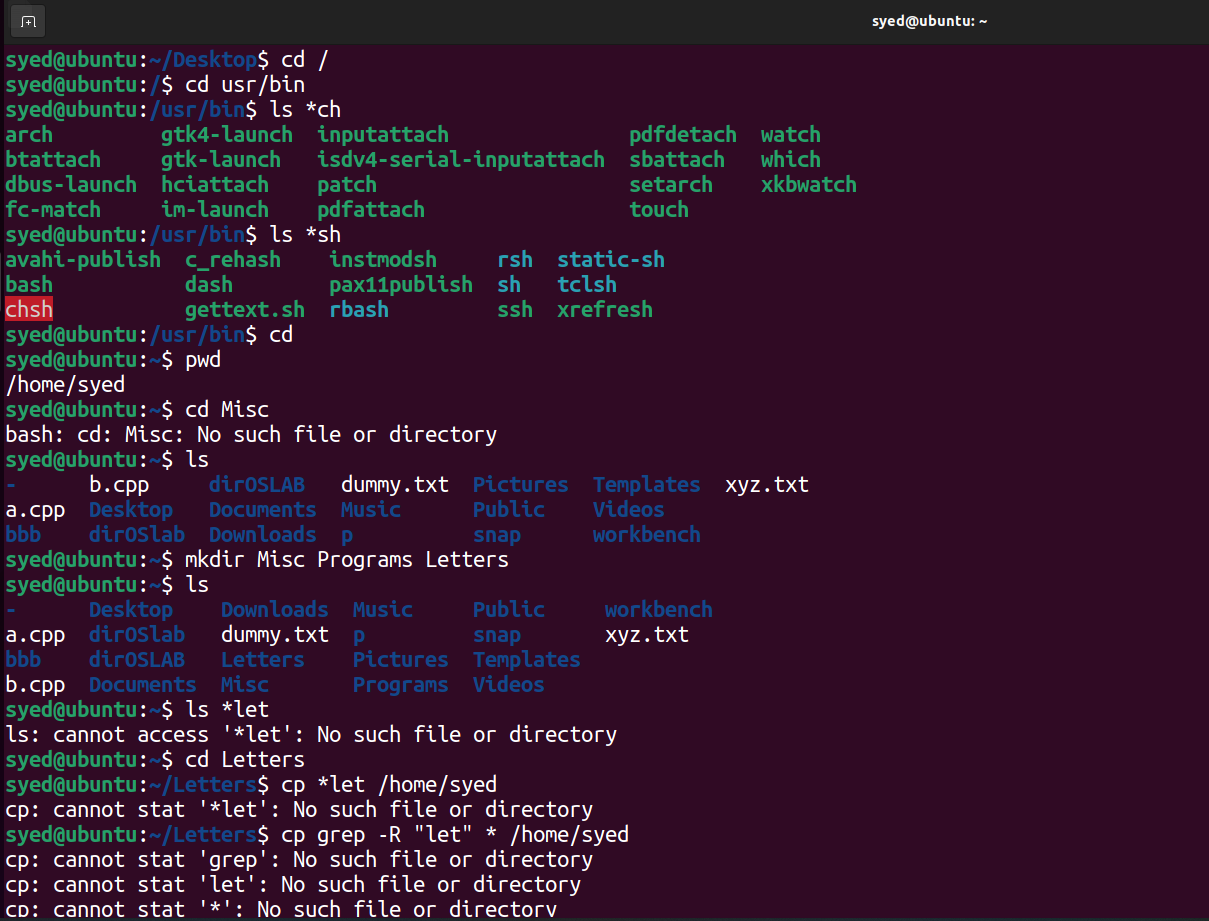 syed@ubuntu: ~
syed@ubuntu:~/Desktop$ cd /
syed@ubuntu:/$ cd usr/bin
syed@ubuntu:/usr/bin$ ls *ch
arch gtk4-launch inputattach pdfdetach watch
btattach gtk-launch isdv4-serial-inputattach sbattach which
dbus-launch hciattach patch setarch xkbwatch
fc-match im-launch pdfattach touch
syed@ubuntu:/usr/bin$ ls *sh
avahi-publish c_rehash instmodsh rsh static-sh
bash dash pax11publish sh tclsh
chsh gettext.sh rbash ssh xrefresh
syed@ubuntu:/usr/bin$ cd
syed@ubuntu:~$ pwd
/home/syed
syed@ubuntu:~$ cd Misc
bash: cd: Misc: No such file or directory
syed@ubuntu:~$ ls
- b.cpp dirOSLAB dummy.txt Pictures Templates xyz.txt
a.cpp Desktop Documents Music Public Videos
bbb dirOSlab Downloads p snap workbench
syed@ubuntu:~$ mkdir Misc Programs Letters
syed@ubuntu:~$ ls
- Desktop Downloads Music Public workbench
a.cpp dirOSlab dummy.txt p snap xyz.txt
bbb dirOSLAB Letters Pictures Templates
b.cpp Documents Misc Programs Videos
syed@ubuntu:~$ ls *let
ls: cannot access '*let': No such file or directory
syed@ubuntu:~$ cd Letters
syed@ubuntu:~/Letters$ cp *let /home/syed
cp: cannot stat '*let': No such file or directory
syed@ubuntu:~/Letters$ cp grep -R "let" * /home/syed
cp: cannot stat 'grep': No such file or directory
cp: cannot stat 'let': No such file or directory
cp: cannot stat '*': No such file or directory